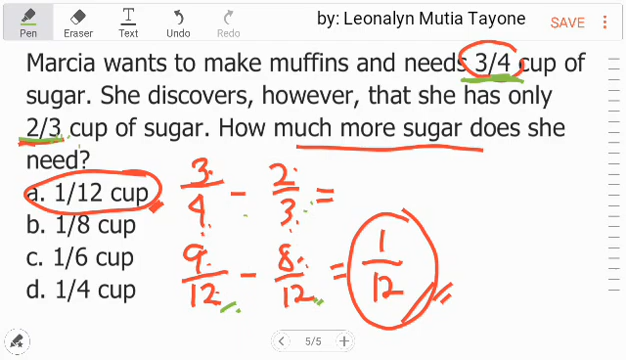 by: Leonalyn Mutia Tayone
SAVE
Pen
Eraser
Text
Undo
Redo
Marcia wants to make muffins and needs 3/4 cup of
sugar. She discovers, however, that she has only
2/3 cup of sugar. How much more sugar does she
need?
a. 1/12 cup
b. 1/8 cup
c. 1/6 cup
d. 1/4 cup
3/4 - 2/3 =
9/12 - 8/12 = 1/12
5/5